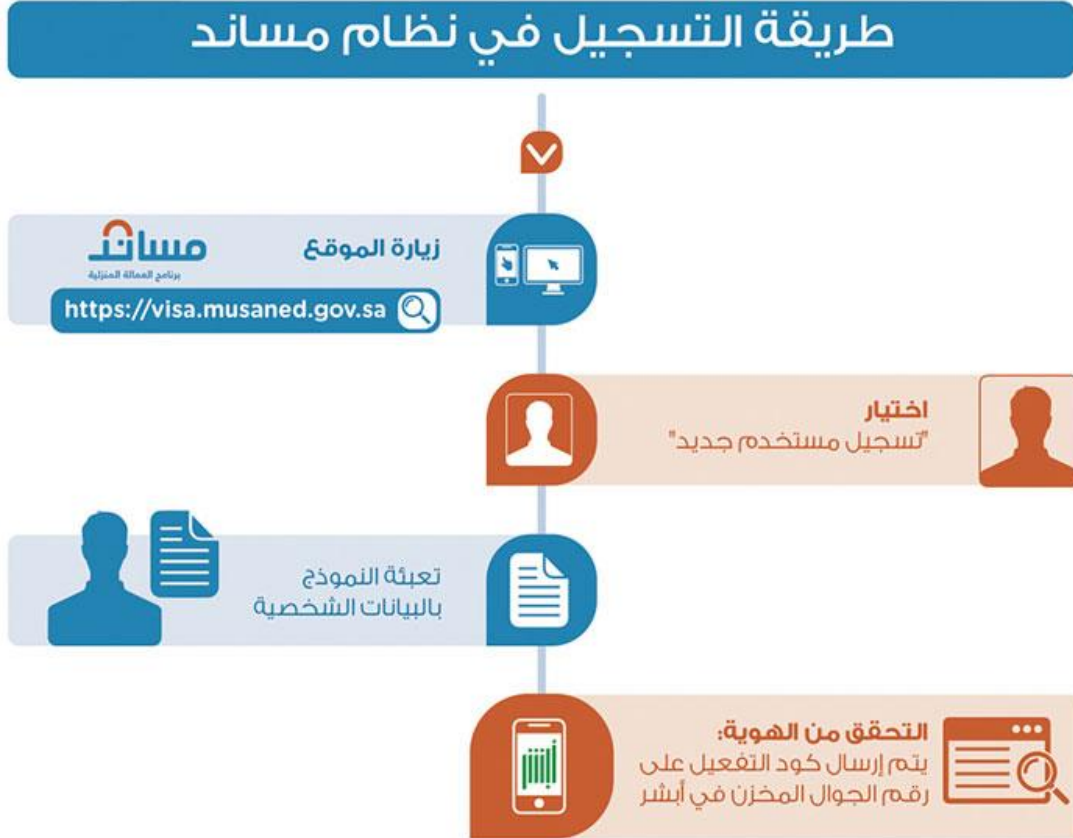 طريقة التسجيل في نظام مساند
زيارة الموقع
مساند
برنامج العمالة المنزلية
https://visa.musaned.gov.sa
اختيار
"تسجيل مستخدم جديد"
تعبئة النموذج
بالبيانات الشخصية
التحقق من الهوية:
يتم إرسال كود التفعيل على
رقم الجوال المخزن في أبشر
أبشر